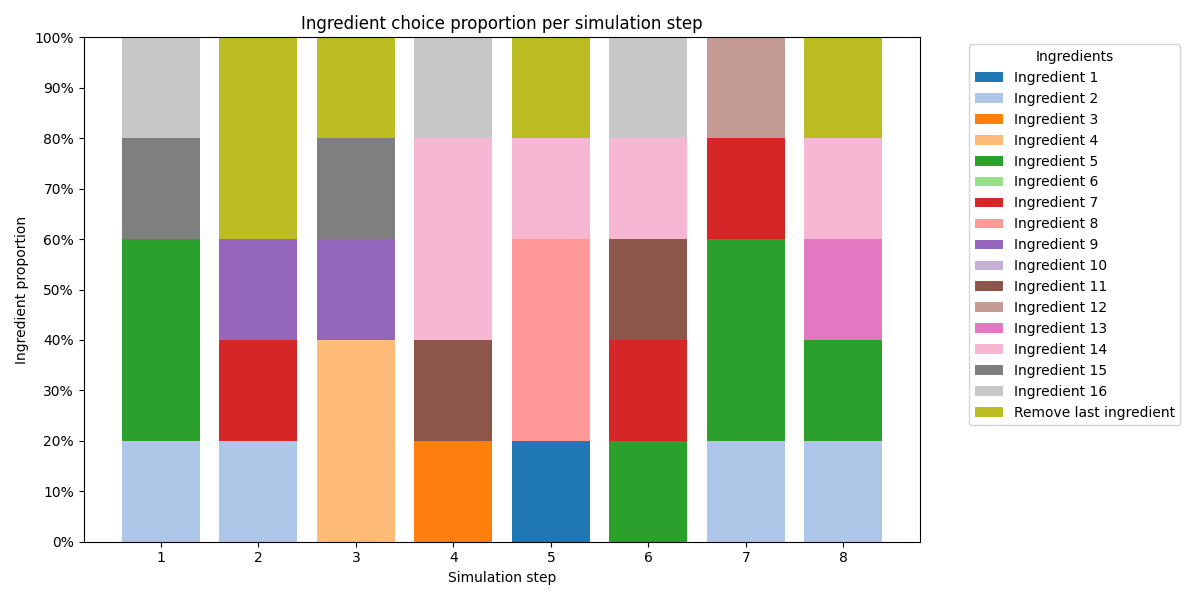 Ingredient choice proportion per simulation step
100%
90%
80%
70%
60%
50%
40%
30%
20%
10%
0%
Ingredient proportion
1 2 3 4 5 6 7 8
Simulation step
Ingredients
Ingredient 1
Ingredient 2
Ingredient 3
Ingredient 4
Ingredient 5
Ingredient 6
Ingredient 7
Ingredient 8
Ingredient 9
Ingredient 10
Ingredient 11
Ingredient 12
Ingredient 13
Ingredient 14
Ingredient 15
Ingredient 16
Remove last ingredient